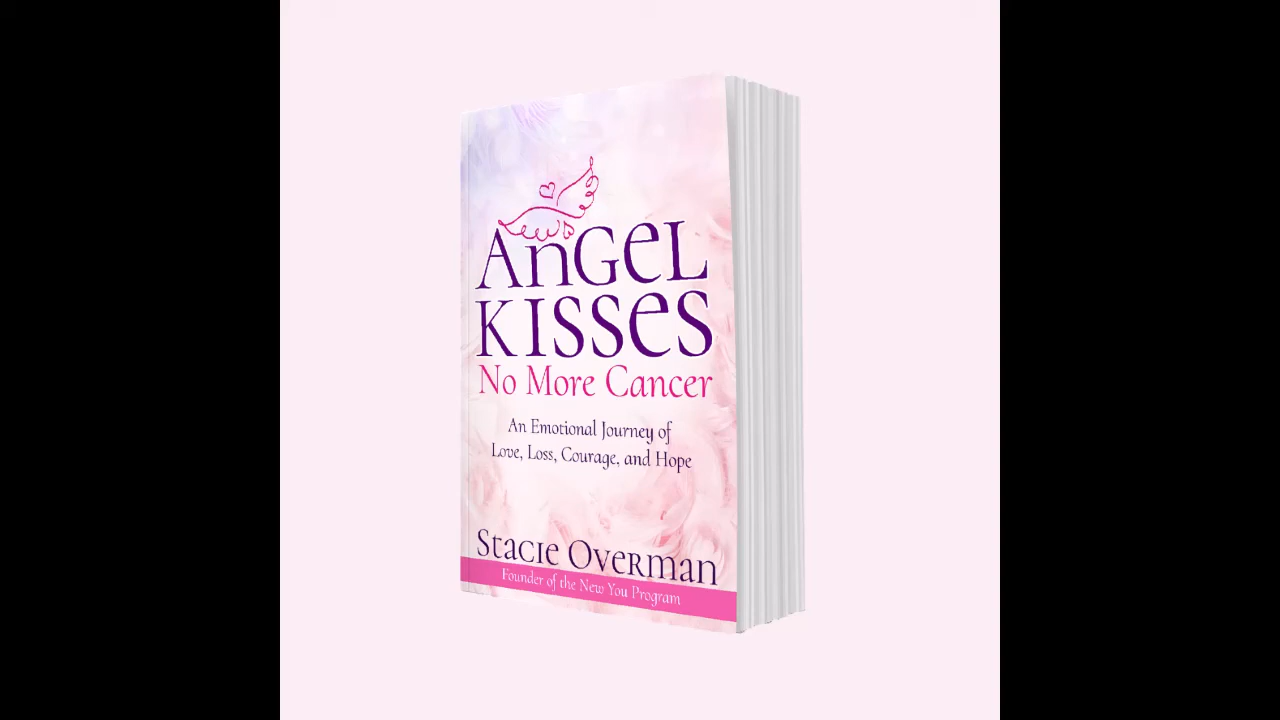 AnGeL
KISSeS
No More Cancer
An Emotional Journey of
Love, Loss, Courage, and Hope
Stacie Overman
Founder of the New You Program